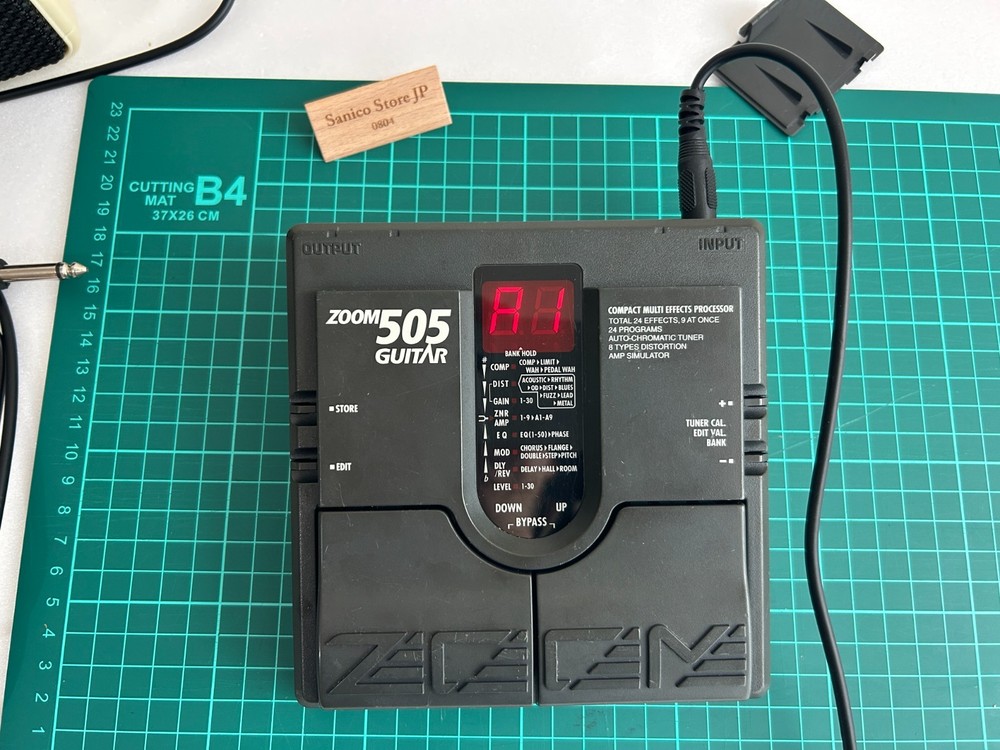 Sanico Store JP
0804
CUTTING MAT B4
37X26 CM
23
22
21
20
19
18
17
16
15
14
13
12
11
10
9
8
7
6
5
4
3
2
1
OUTPUT
INPUT
A1
ZOOM 505
GUITAR
COMPACT MULTI EFFECTS PROCESSOR
TOTAL 24 EFFECTS, 9 AT ONCE
24 PROGRAMS
AUTO-CHROMATIC TUNER
8 TYPES DISTORTION
AMP SIMULATOR
BANK HOLD
COMP COMP LIMIT
WAH PEDAL WAH
DIST ACOUSTIC RHYTHM
OD DIST BLUES
FUZZ LEAD
METAL
GAIN 1-30
ZNR
AMP 1-9 A1-A9
EQ EQ(1-50) PHASE
MOD CHORUS FLANGE
DOUBLE STEP PITCH
DLY
/REV DELAY HALL ROOM
LEVEL 1-30
STORE
EDIT
+
TUNER CAL.
EDIT VAL.
BANK
-
DOWN UP
BYPASS
ZOOM